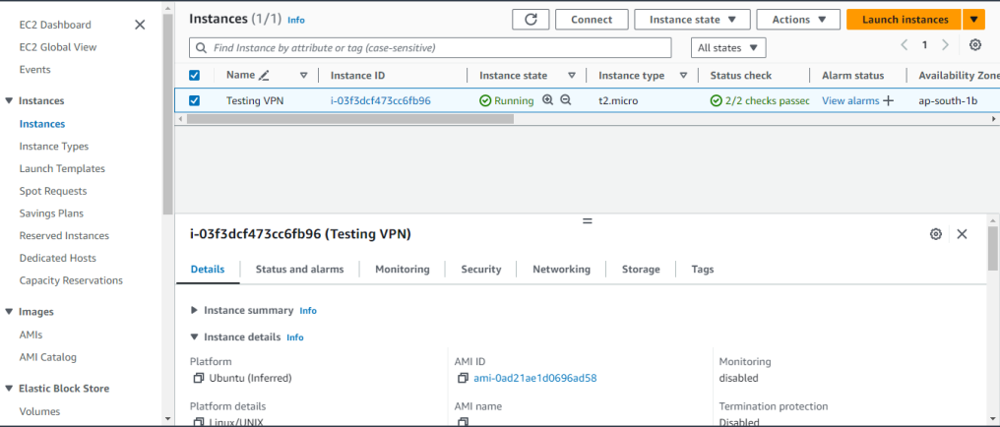 EC2 Dashboard
EC2 Global View
Events
Instances
Instances
Instance Types
Launch Templates
Spot Requests
Savings Plans
Reserved Instances
Dedicated Hosts
Capacity Reservations
Images
AMIs
AMI Catalog
Elastic Block Store
Volumes
Instances (1/1) Info
Connect
Instance state
Actions
Launch instances
Find Instance by attribute or tag (case-sensitive)
All states
1
Name Instance ID Instance state Instance type Status check Alarm status Availability Zone
Testing VPN i-03f3dcf473cc6fb96 Running t2.micro 2/2 checks passec View alarms ap-south-1b
i-03f3dcf473cc6fb96 (Testing VPN)
Details Status and alarms Monitoring Security Networking Storage Tags
Instance summary Info
Instance details Info
Platform
Ubuntu (Inferred)
AMI ID
ami-0ad21ae1d0696ad58
Monitoring
disabled
Platform details
Linux/UNIX
AMI name
Termination protection
Disabled